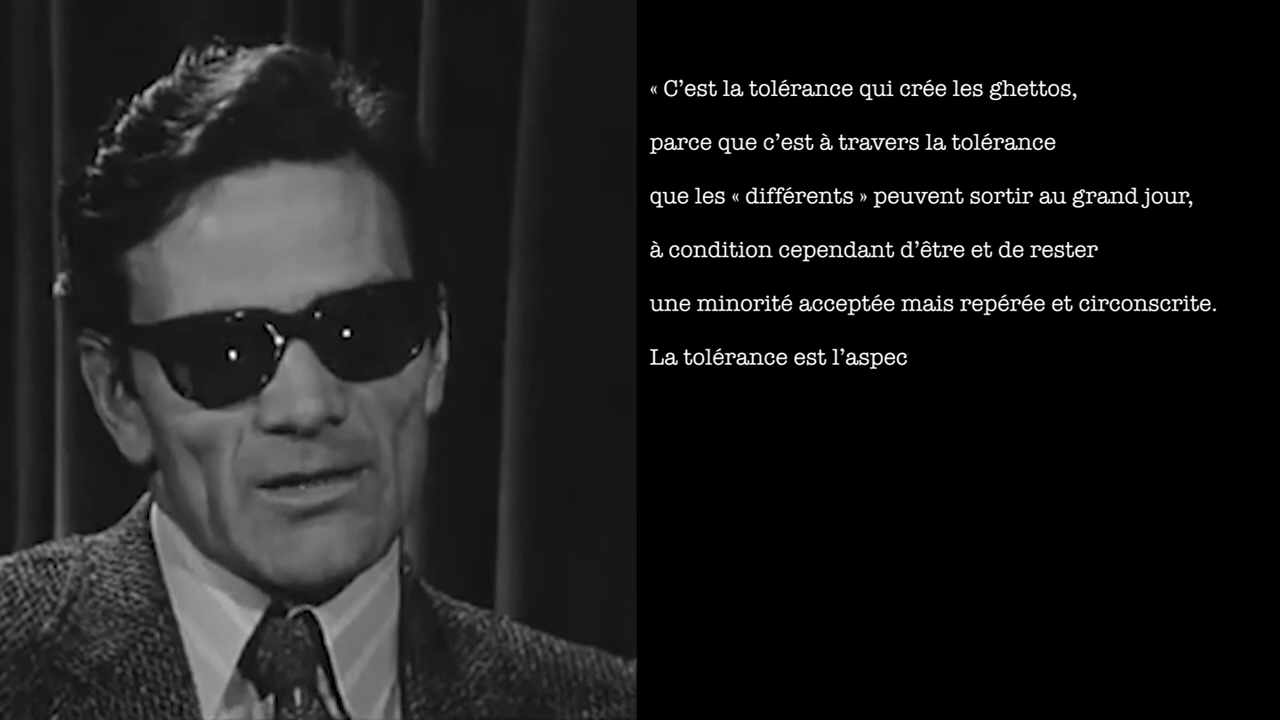 « C’est la tolérance qui crée les ghettos,
parce que c’est à travers la tolérance
que les « différents » peuvent sortir au grand jour,
à condition cependant d’être et de rester
une minorité acceptée mais repérée et circonscrite.
La tolérance est l’aspec